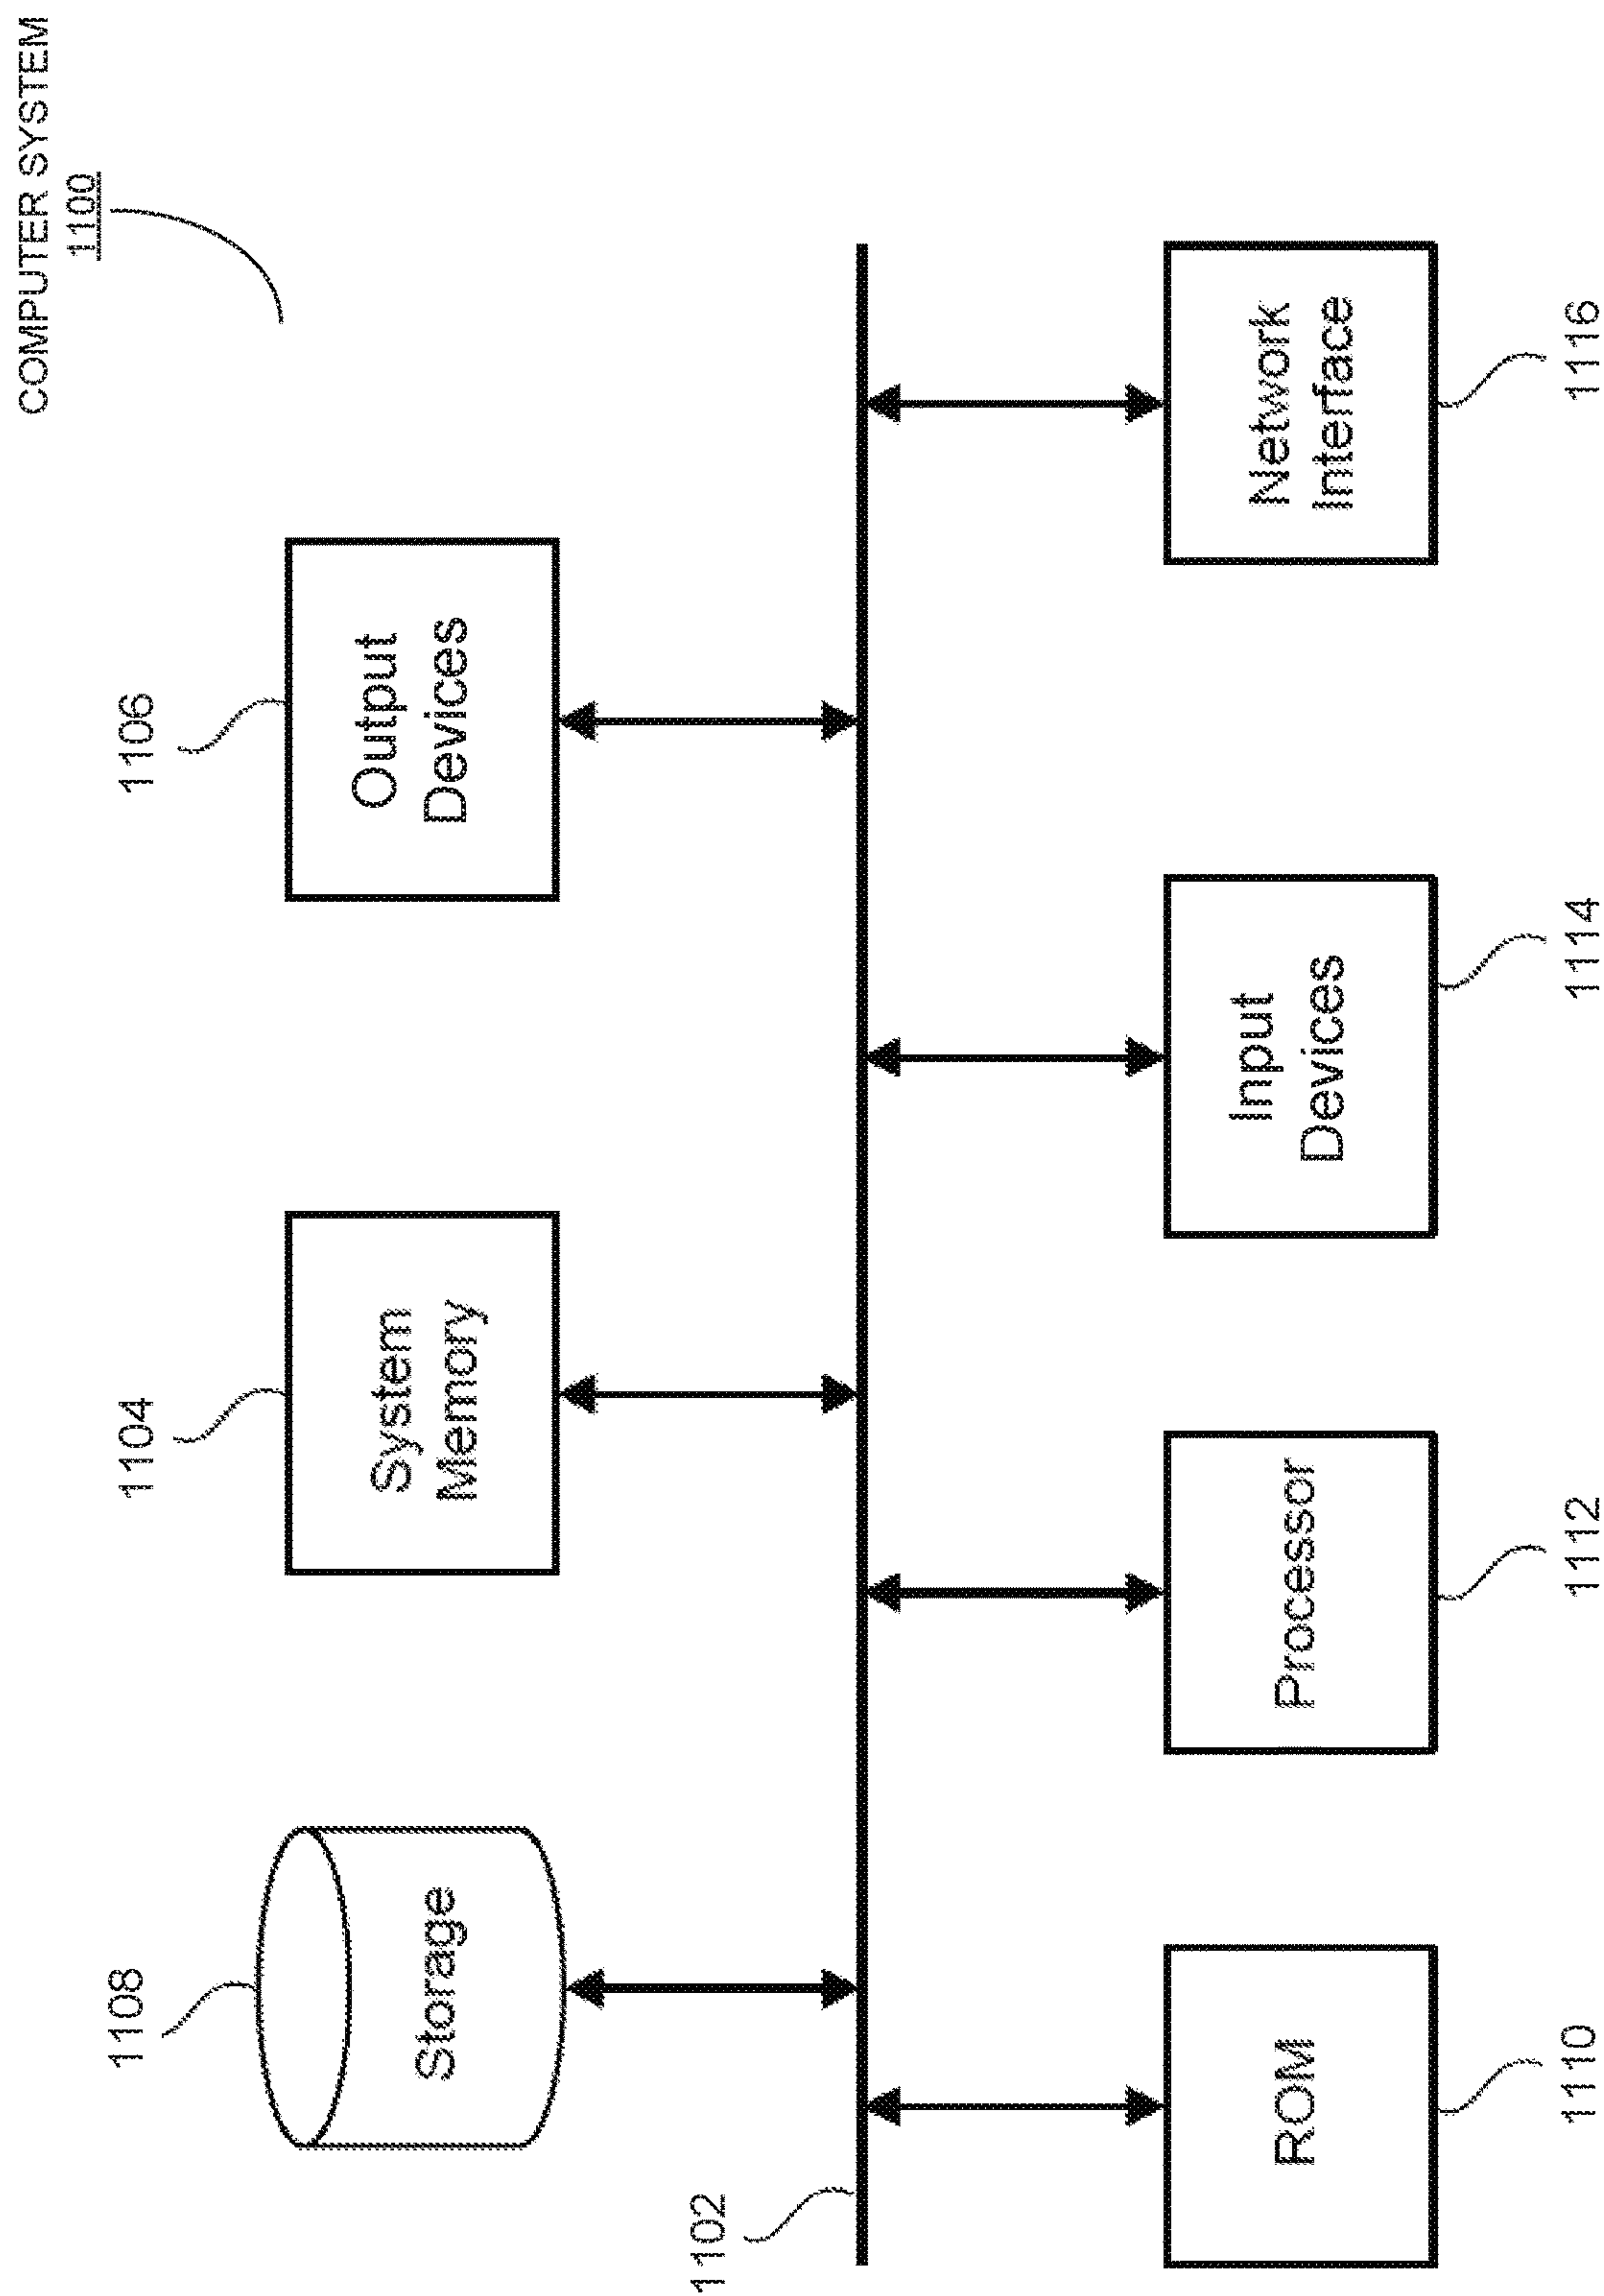 COMPUTER SYSTEM
1100
1108
Storage
1104
System
Memory
1106
Output
Devices
1102
ROM
1110
Processor
1112
Input
Devices
1114
Network
Interface
1116